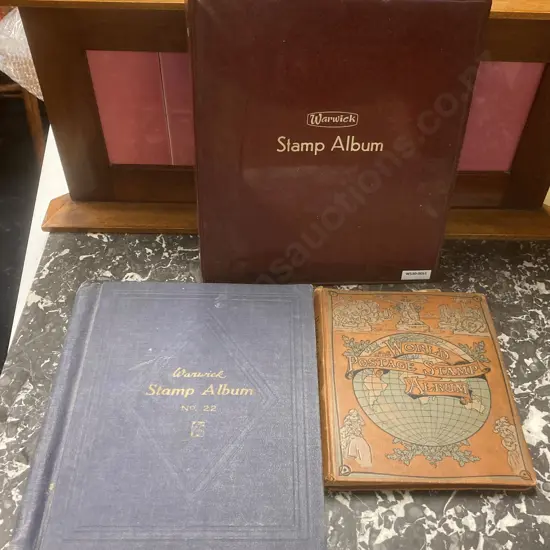 Warwick
Stamp Album
Warwick
Stamp Album
No. 22
WORLD
POSTAGE STAMP
ALBUM